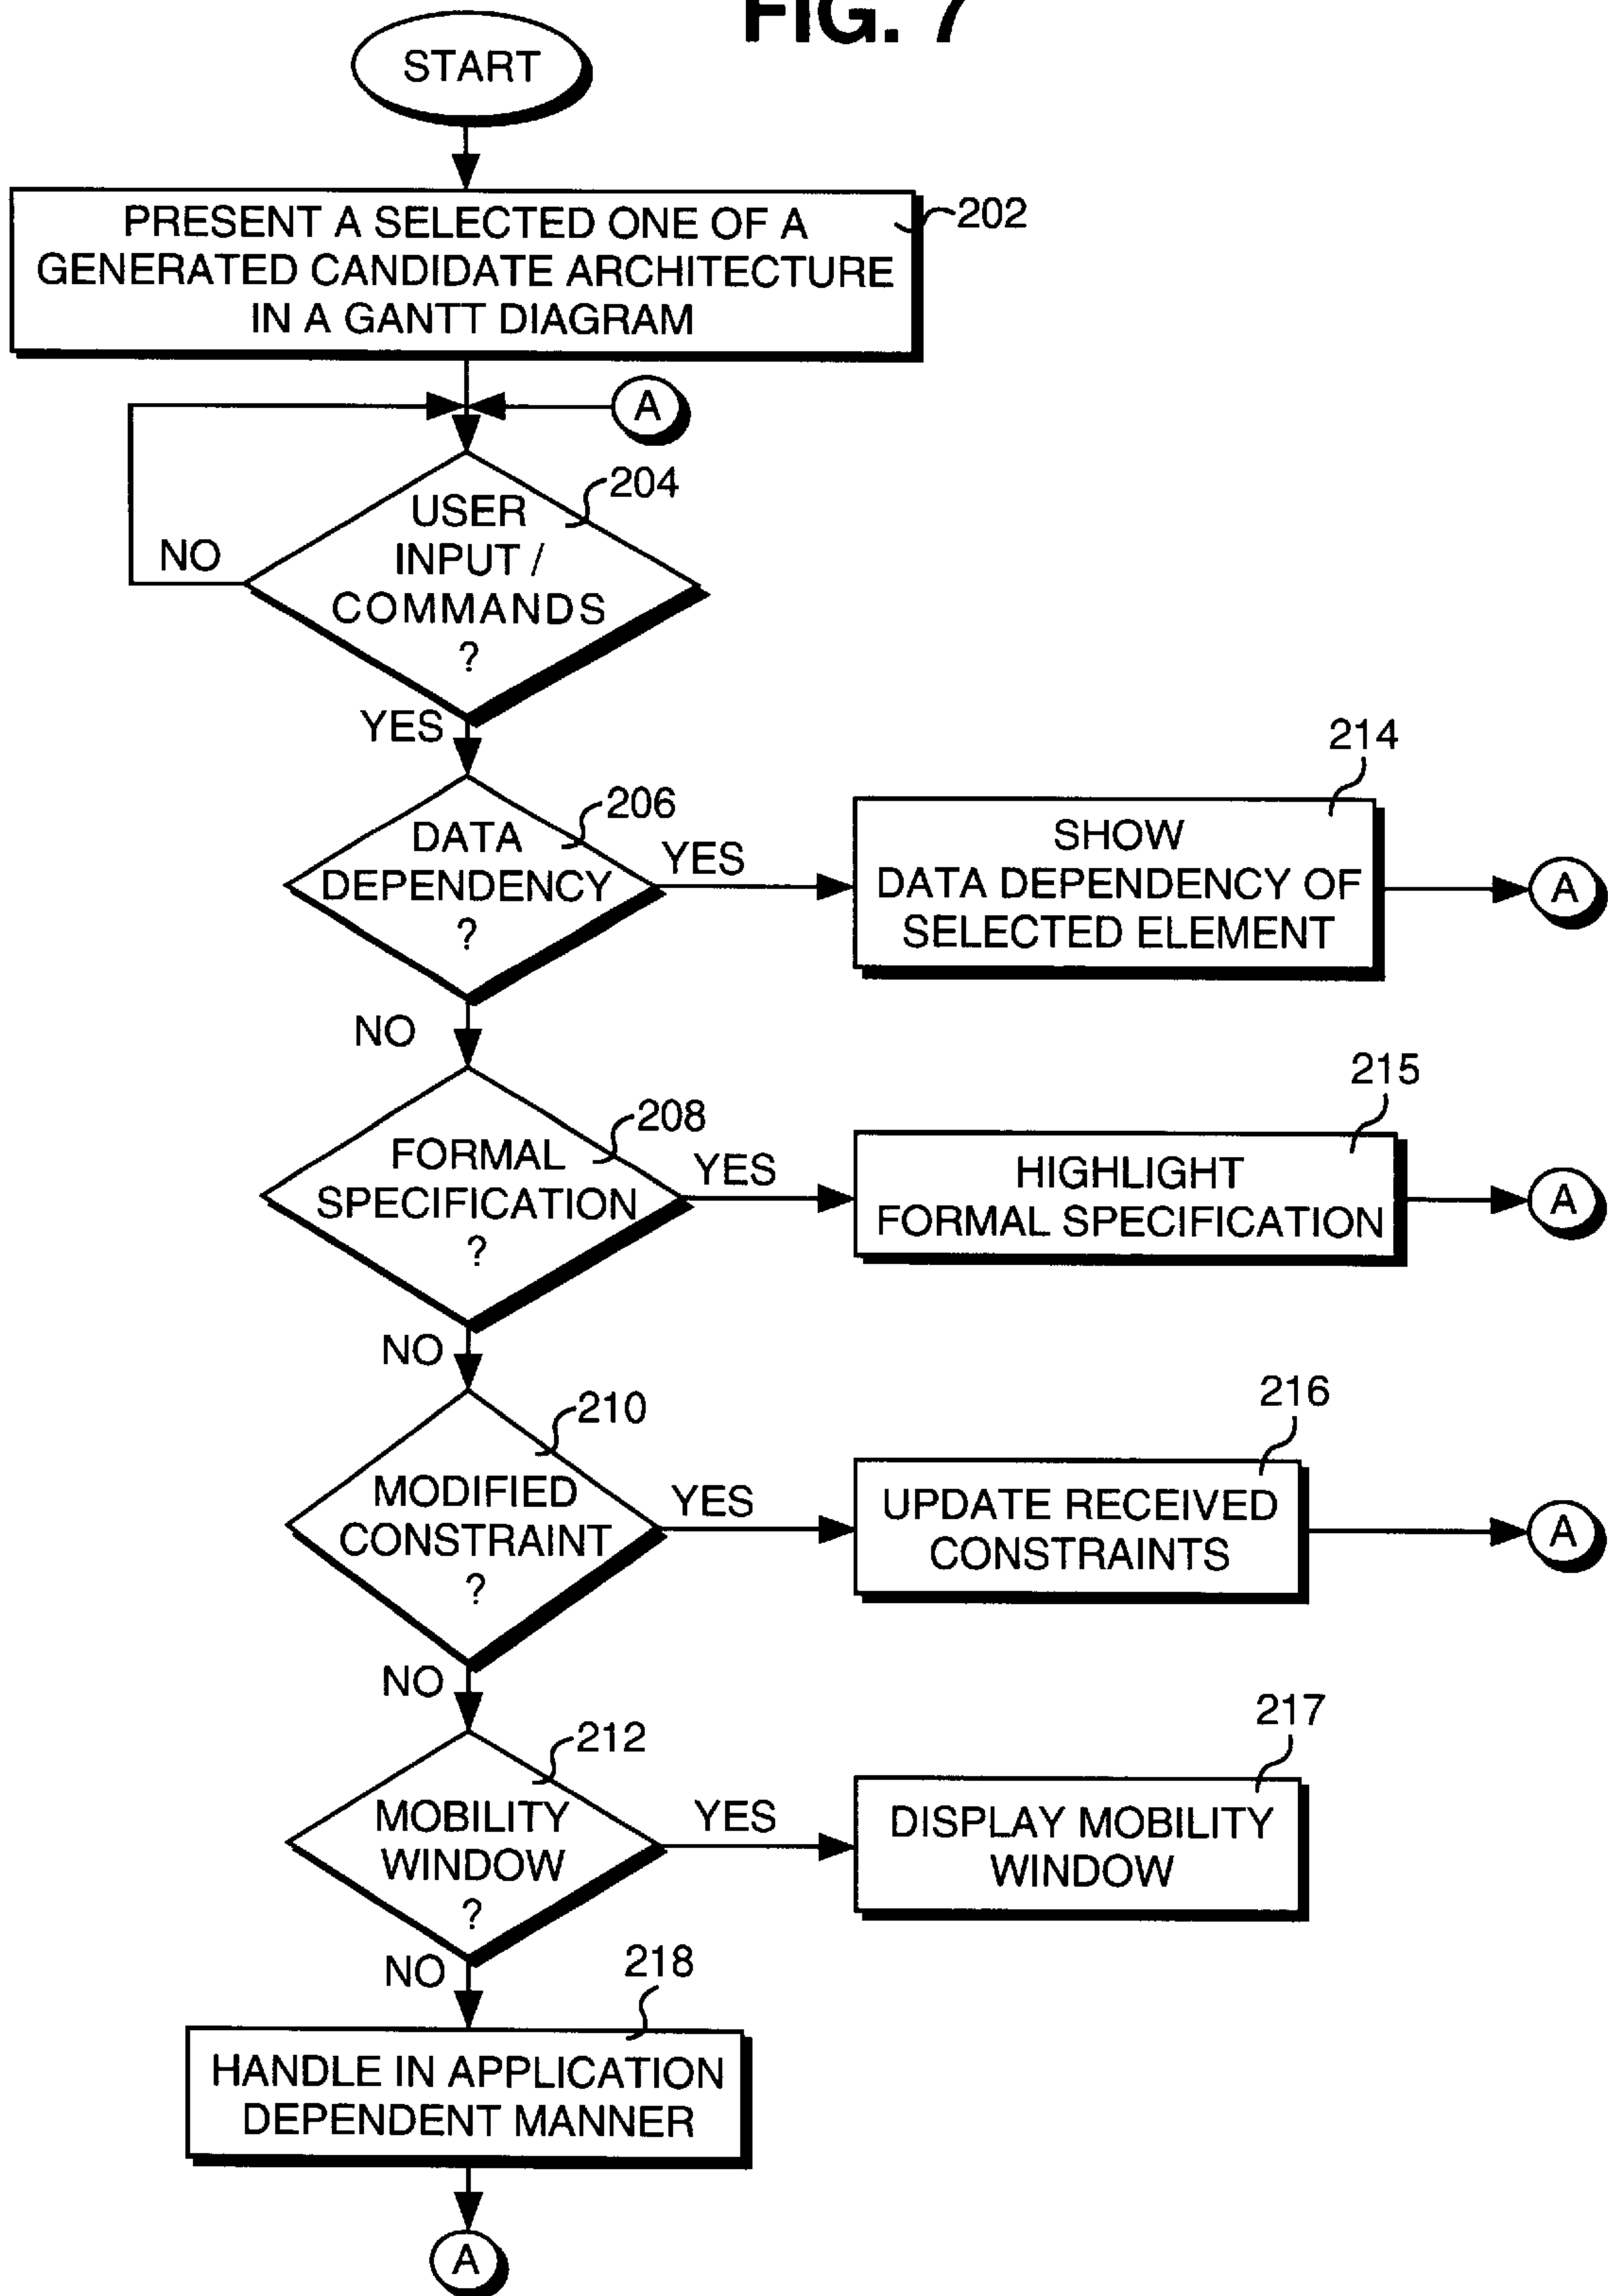 FIG. 7
START
PRESENT A SELECTED ONE OF A
GENERATED CANDIDATE ARCHITECTURE
IN A GANTT DIAGRAM
202
A
204
USER
INPUT /
COMMANDS
?
NO
YES
206
DATA
DEPENDENCY
?
YES
214
SHOW
DATA DEPENDENCY OF
SELECTED ELEMENT
A
NO
208
FORMAL
SPECIFICATION
?
YES
215
HIGHLIGHT
FORMAL SPECIFICATION
A
NO
210
MODIFIED
CONSTRAINT
?
YES
216
UPDATE RECEIVED
CONSTRAINTS
A
NO
212
MOBILITY
WINDOW
?
YES
217
DISPLAY MOBILITY
WINDOW
NO
218
HANDLE IN APPLICATION
DEPENDENT MANNER
A